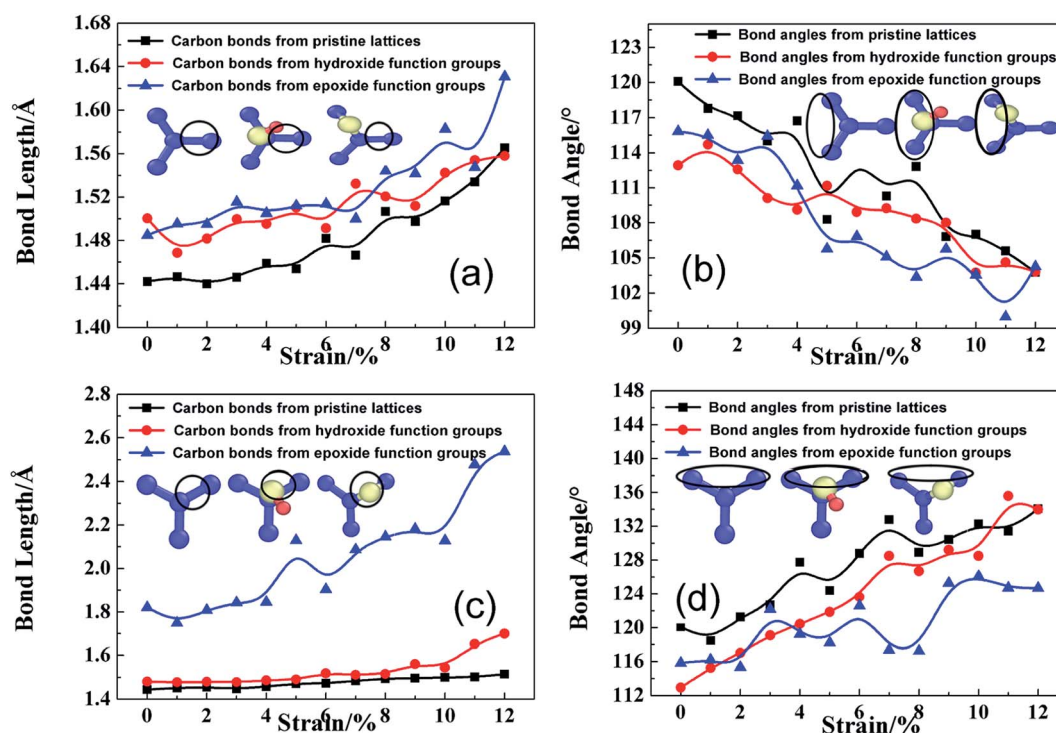 Carbon bonds from pristine lattices
Carbon bonds from hydroxide function groups
Carbon bonds from epoxide function groups
1.68
1.64
1.60
1.56
1.52
1.48
1.44
1.40
Bond Length/Å
(a)
0 2 4 6 8 10 12
Strain/%
Bond angles from pristine lattices
Bond angles from hydroxide function groups
Bond angles from epoxide function groups
125
120
114
109
104
99
Bond Angle/°
(b)
0 2 4 6 8 10 12
Strain/%
Carbon bonds from pristine lattices
Carbon bonds from hydroxide function groups
Carbon bonds from epoxide function groups
2.8
2.6
2.4
2.2
2.0
1.8
1.6
1.4
Bond Length/Å
(c)
0 2 4 6 8 10 12
Strain/%
Bond angles from pristine lattices
Bond angles from hydroxide function groups
Bond angles from epoxide function groups
148
144
140
136
132
128
124
120
116
112
Bond Angle/°
(d)
0 2 4 6 8 10 12
Strain/%